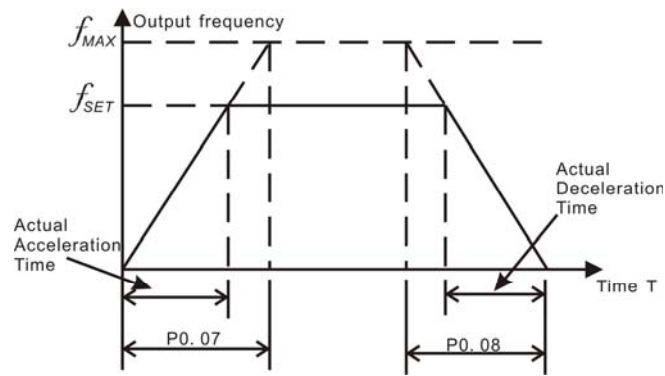 Output frequency
fMAX
fSET
Actual
Deceleration
Time
Actual
Acceleration
Time
Time T
P0. 07
P0. 08